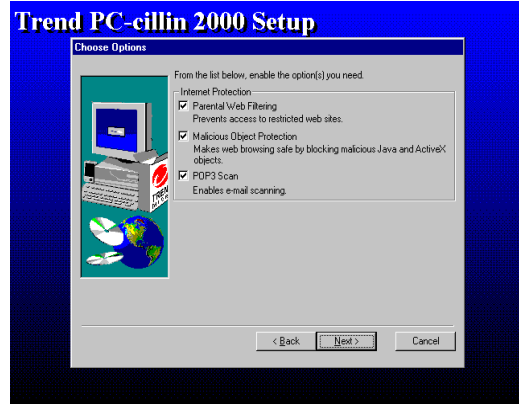 Trend PC-cillin 2000 Setup
Choose Options
From the list below, enable the option(s) you need.
Internet Protection
Parental Web Filtering
Prevents access to restricted web sites.
Malicious Object Protection
Makes web browsing safe by blocking malicious Java and ActiveX
objects.
POP3 Scan
Enables e-mail scanning.
< Back
Next >
Cancel